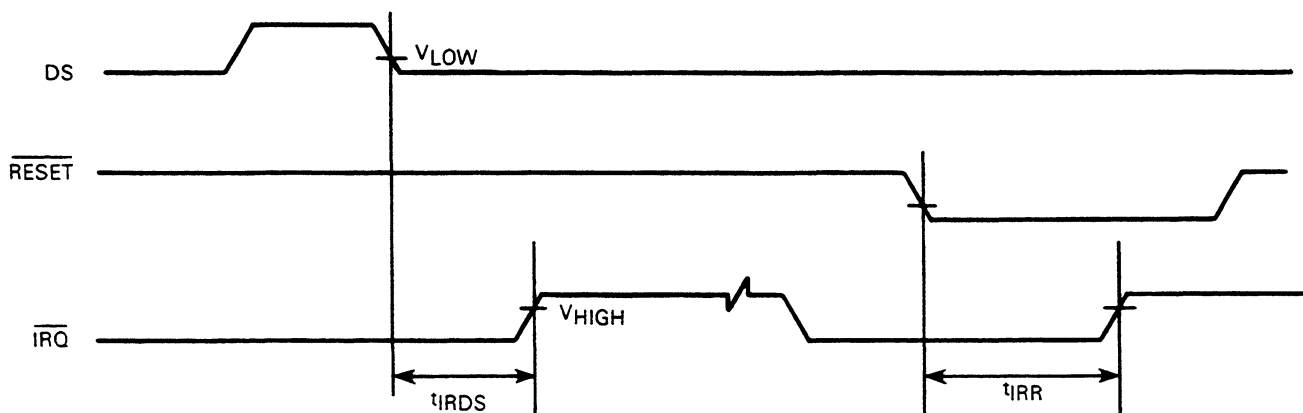 VLOW
DS
RESET
VHIGH
IRQ
tIRDS
tIRR